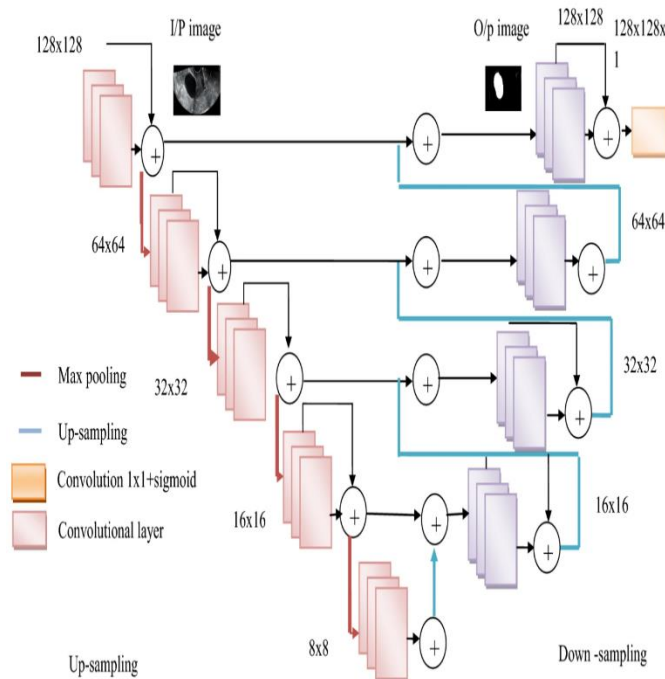 I/P image
O/p image
128x128
128x128
128x128x
1
64x64
64x64
32x32
32x32
16x16
16x16
8x8
Max pooling
Up-sampling
Convolution 1x1+sigmoid
Convolutional layer
Up-sampling
Down -sampling